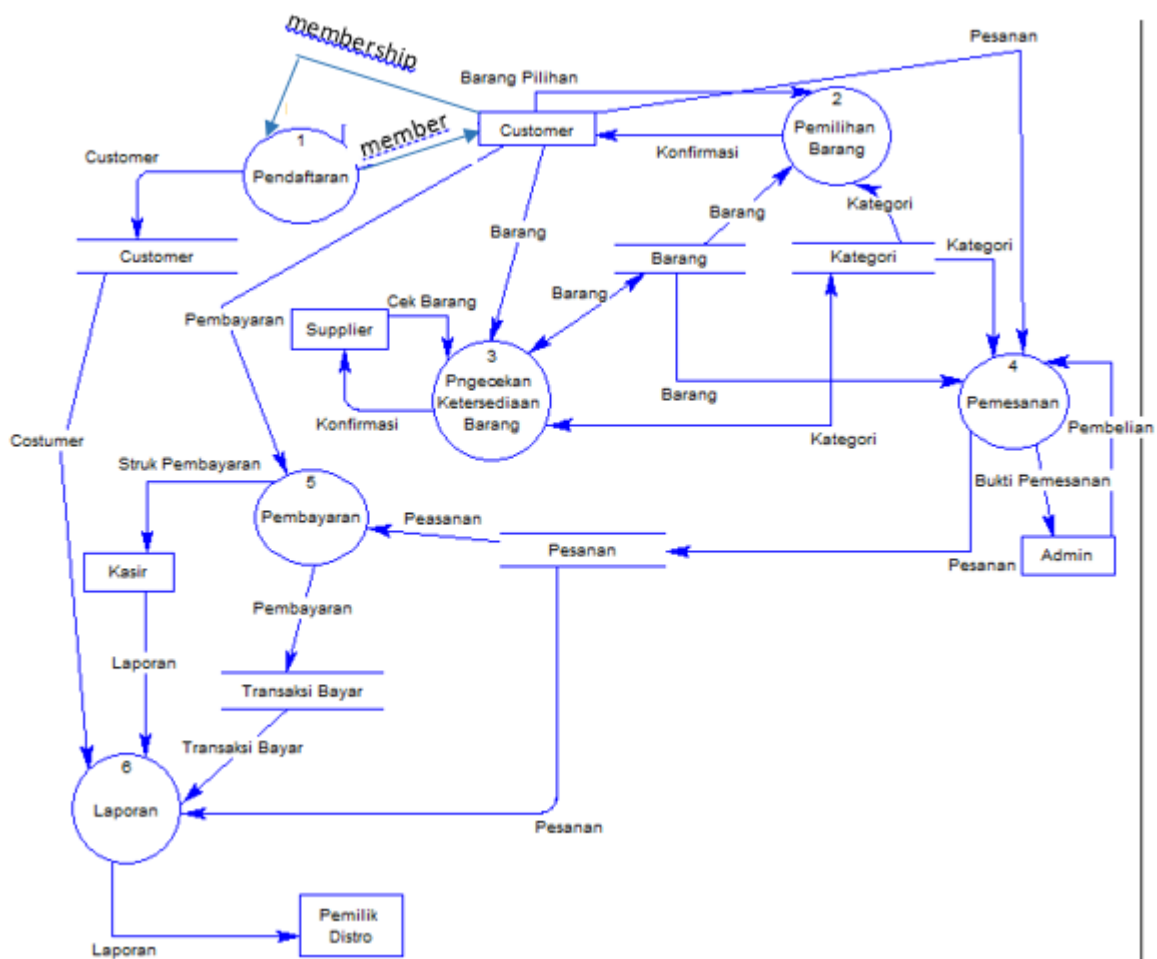 membership
Pesanan
Barang Pilihan
2
Pemilihan
Barang
Customer
member
1
Pendaftaran
Konfirmasi
Customer
Barang
Kategori
Barang
Customer
Barang
Kategori
Kategori
Barang
Cek Barang
Pembayaran
Supplier
3
Pngecekan
Ketersediaan
Barang
4
Pemesanan
Barang
Konfirmasi
Kategori
Pembelian
Costumer
Struk Pembayaran
5
Pembayaran
Bukti Pemesanan
Peasanan
Pesanan
Admin
Pesanan
Kasir
Pembayaran
Laporan
Transaksi Bayar
Transaksi Bayar
6
Laporan
Pesanan
Pemilik
Distro
Laporan